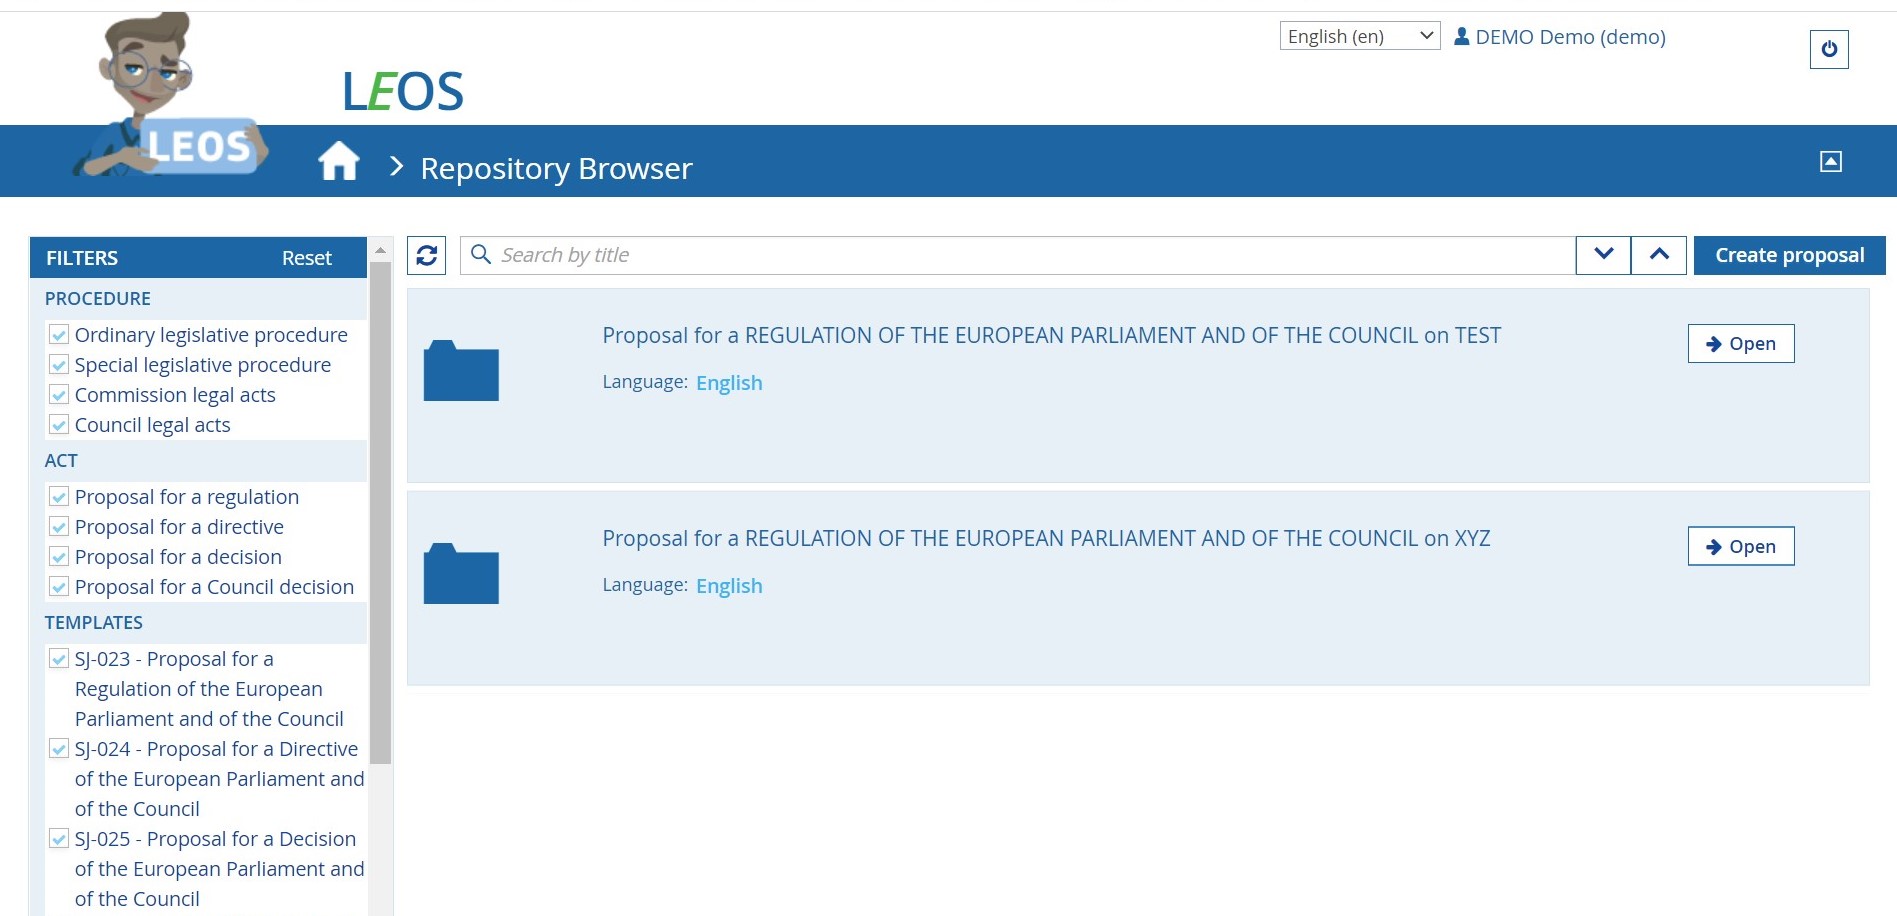 English (en)
DEMO Demo (demo)
LEOS
LEOS
Repository Browser
FILTERS
Reset
Search by title
Create proposal
PROCEDURE
Ordinary legislative procedure
Special legislative procedure
Commission legal acts
Council legal acts
ACT
Proposal for a regulation
Proposal for a directive
Proposal for a decision
Proposal for a Council decision
TEMPLATES
SJ-023 - Proposal for a
Regulation of the European
Parliament and of the Council
SJ-024 - Proposal for a Directive
of the European Parliament and
of the Council
SJ-025 - Proposal for a Decision
of the European Parliament and
of the Council
Proposal for a REGULATION OF THE EUROPEAN PARLIAMENT AND OF THE COUNCIL on TEST
Open
Language: English
Proposal for a REGULATION OF THE EUROPEAN PARLIAMENT AND OF THE COUNCIL on XYZ
Open
Language: English